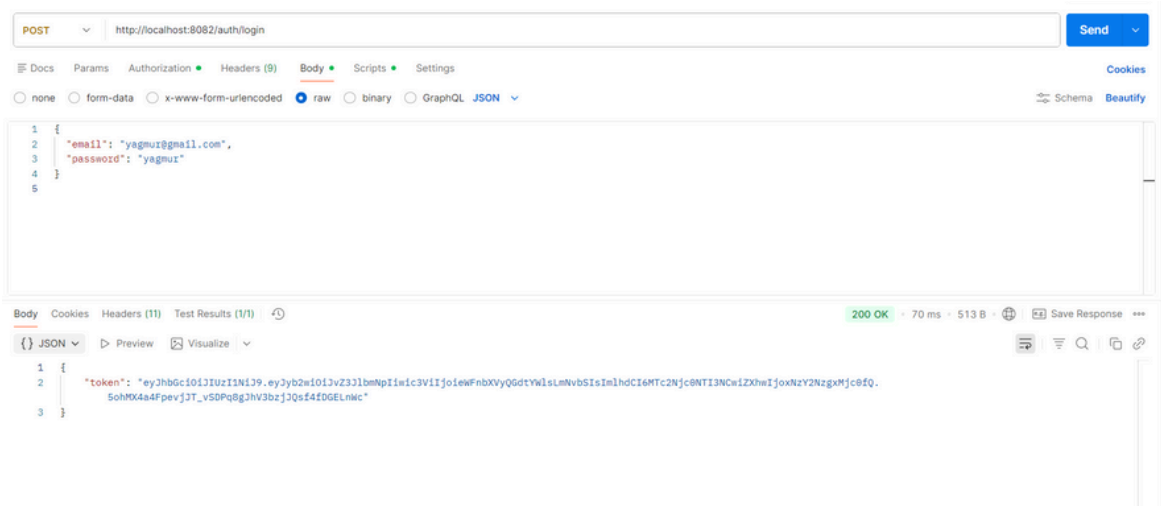 POST http://localhost:8082/auth/login Send
Docs Params Authorization Headers (9) Body Scripts Settings Cookies
none form-data x-www-form-urlencoded raw binary GraphQL JSON Schema Beautify
1 {
2 "email": "yagmur@gmail.com",
3 "password": "yagmur"
4 }
5
Body Cookies Headers (11) Test Results (1/1) 200 OK • 70 ms • 513 B • Save Response
{} JSON Preview Visualize
1 {
2 "token": "eyJhbGciOiJIUzI1NiJ9.eyJyb2wiOiJvZ3JlbmNpIiwic3ViIjoieWFnbXVyQGdtYWlsLmNvbSIsImlhdCI6MTc2Njc0NTI3NCwiZXhwIjoxNzY2NzgxMjc0fQ.
5ohMX4a4FpevjJT_vSDPq8gJhV3bzjJQsf4fDGELnWc"
3 }